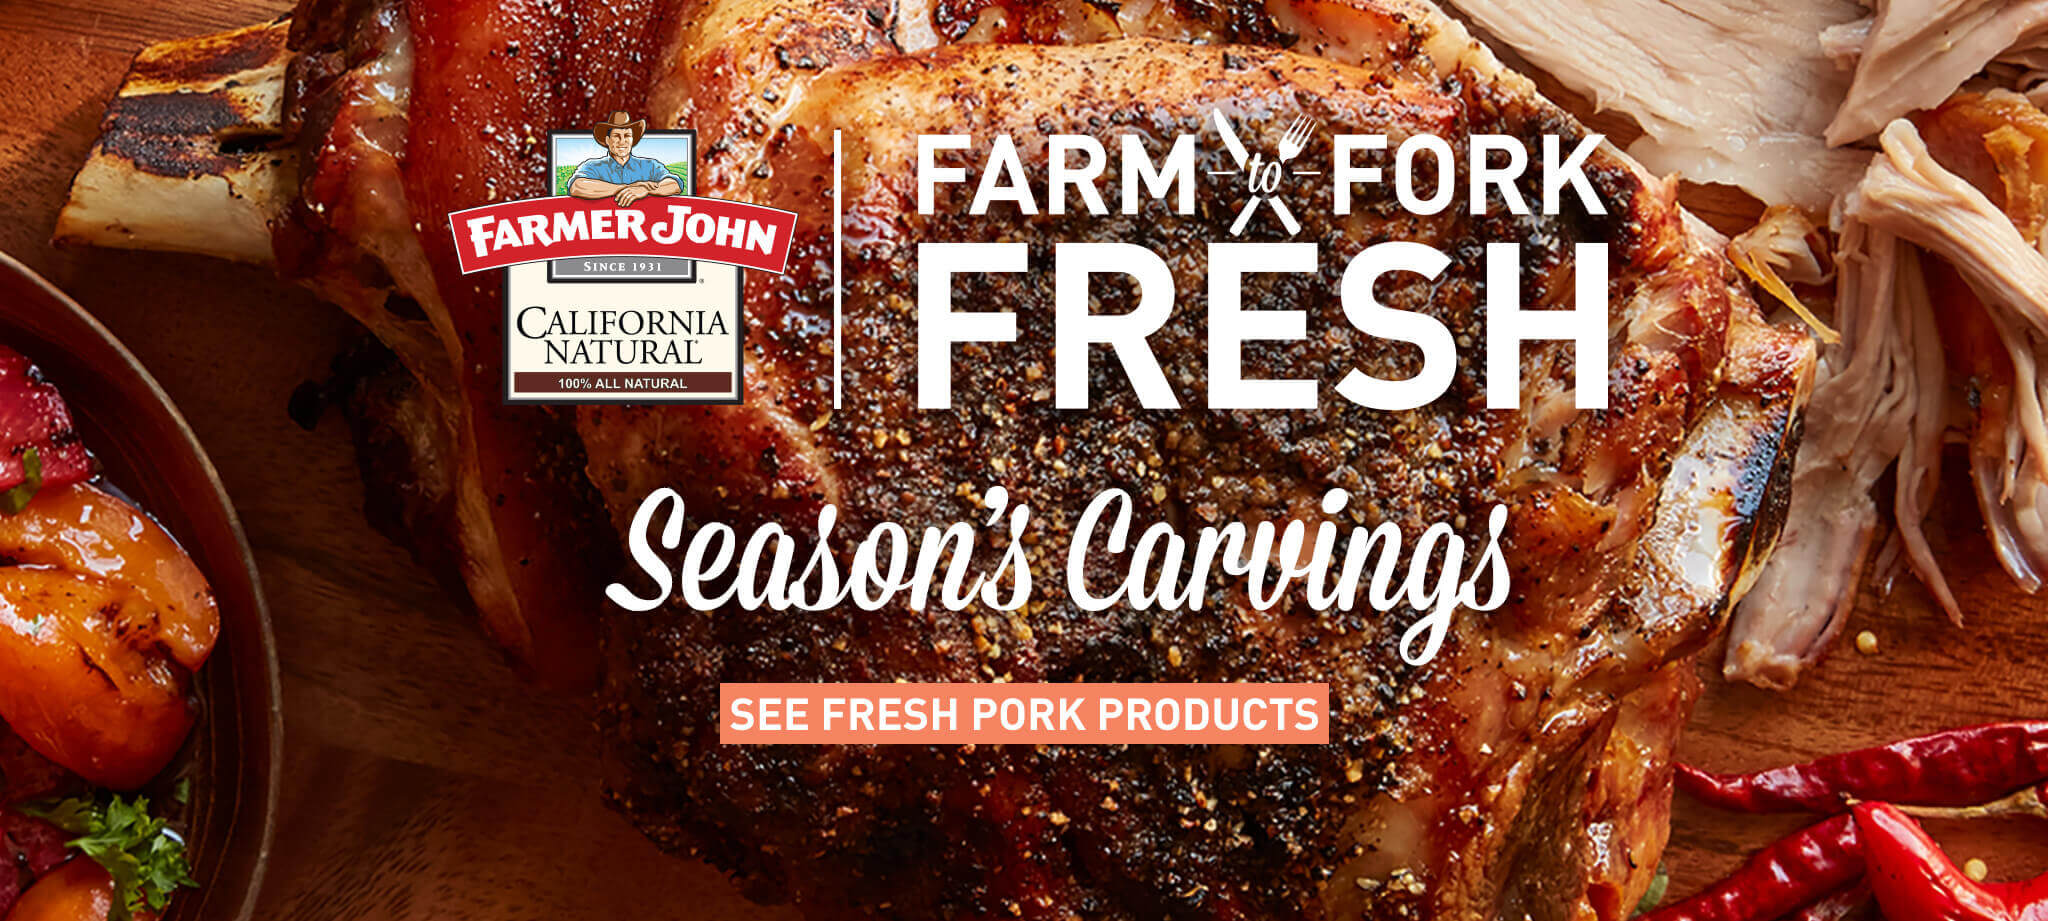 FARMER JOHN
SINCE 1931
CALIFORNIA
NATURAL
100% ALL NATURAL
FARM to FORK
FRESH
Season's Carvings
SEE FRESH PORK PRODUCTS